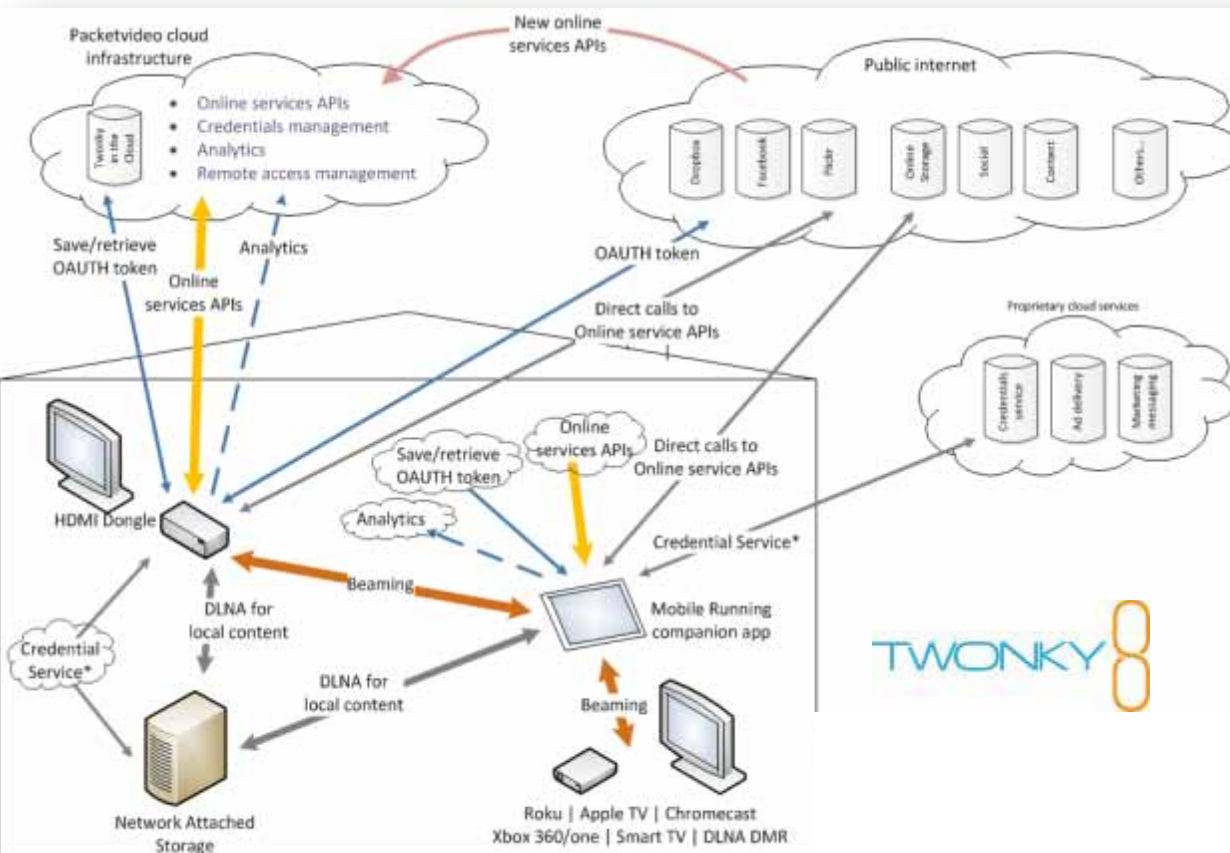 New online
services APIs
Packetvideo cloud
infrastructure
Twonky
in the
Cloud
• Online services APIs
• Credentials management
• Analytics
• Remote access management
Public internet
Dropbox
Facebook
Flickr
Online
Storage
Social
Content
Others...
Save/retrieve
OAUTH token
Online
services APIs
Analytics
OAUTH token
Direct calls to
Online service APIs
Proprietary cloud services
Credentials
service
Ad delivery
Marketing
messaging
HDMI Dongle
Save/retrieve
OAUTH token
Online
services APIs
Analytics
Direct calls to
Online service APIs
Credential Service*
Beaming
Mobile Running
companion app
DLNA for
local content
Credential
Service*
DLNA for
local content
Beaming
Network Attached
Storage
Roku | Apple TV | Chromecast
Xbox 360/one | Smart TV | DLNA DMR
TWONKY 8